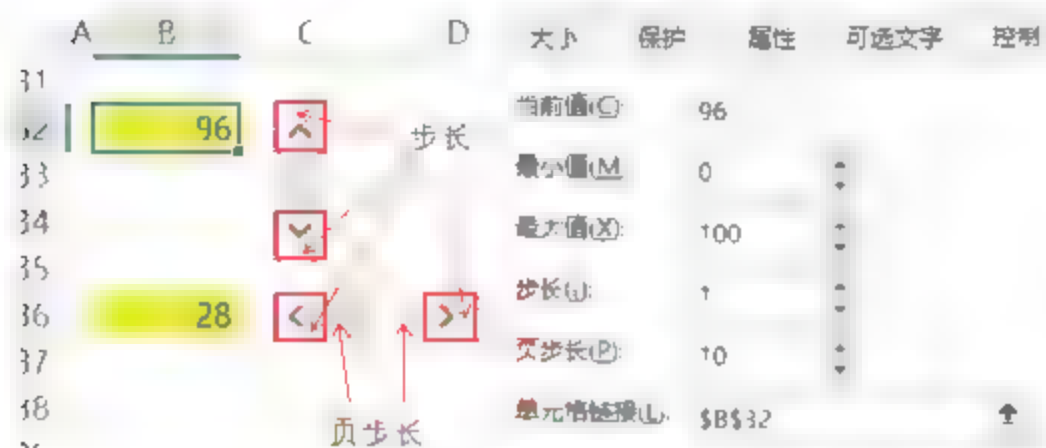 A B C D
大小 保护 属性 可选文字 控制
31
32 96 步长
33
34
35
36 28
37
38
页步长
当前值(C): 96
最小值(M 0
最大值(X): 100
步长(I): 1
页步长(P): 10
单元格链接(L): $B$32